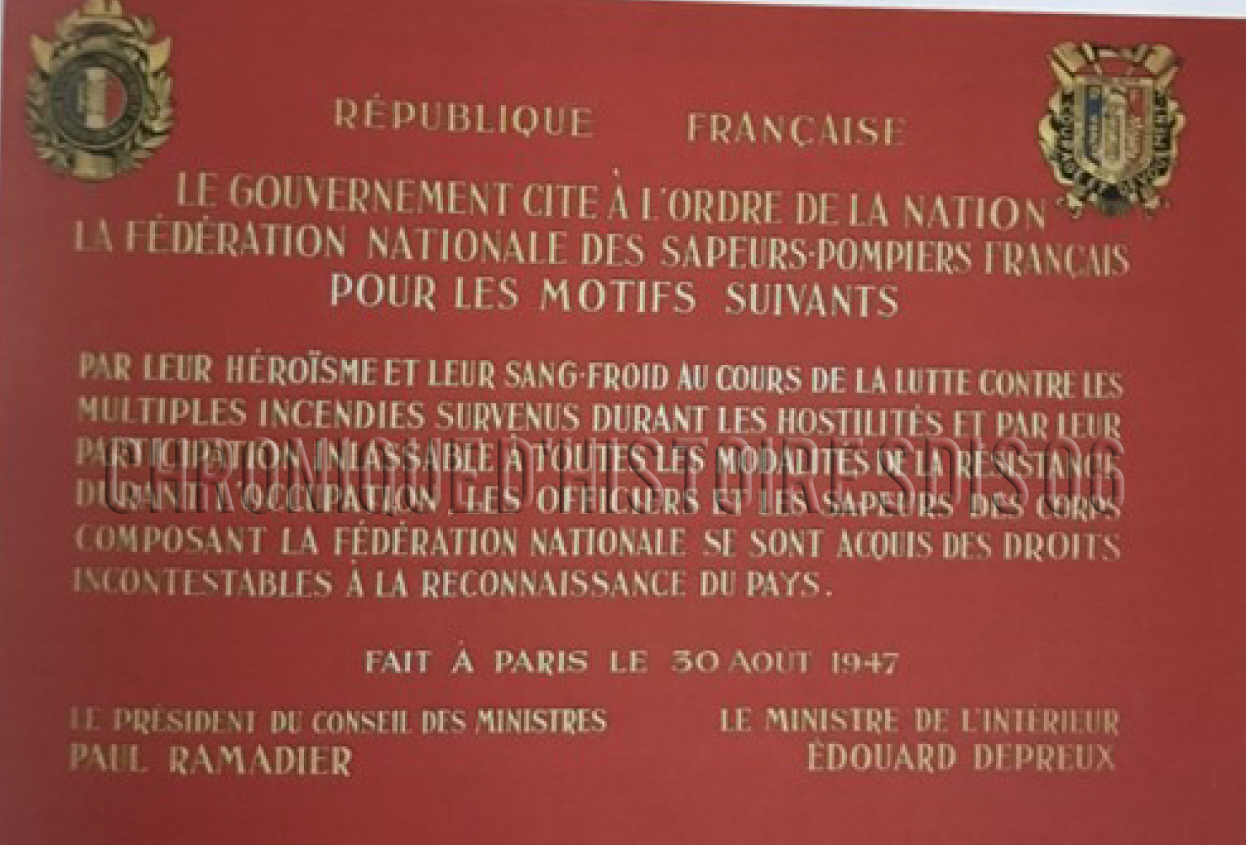 RÉPUBLIQUE FRANÇAISE
LE GOUVERNEMENT CITE À L'ORDRE DE LA NATION
LA FÉDÉRATION NATIONALE DES SAPEURS-POMPIERS FRANÇAIS
POUR LES MOTIFS SUIVANTS
PAR LEUR HÉROÏSME ET LEUR SANG-FROID AU COURS DE LA LUTTE CONTRE LES
MULTIPLES INCENDIES SURVENUS DURANT LES HOSTILITÉS ET PAR LEUR
PARTICIPATION INLASSABLE À TOUTES LES MODALITÉS DE LA RÉSISTANCE
DURANT L'OCCUPATION LES OFFICIERS ET LES SAPEURS DES CORPS
CHRONIQUE D'HISTOIRE SDIS 06
COMPOSANT LA FÉDÉRATION NATIONALE SE SONT ACQUIS DES DROITS
INCONTESTABLES À LA RECONNAISSANCE DU PAYS.
FAIT À PARIS LE 30 AOÛT 1947
LE PRÉSIDENT DU CONSEIL DES MINISTRES
PAUL RAMADIER
LE MINISTRE DE L'INTÉRIEUR
ÉDOUARD DEPREUX